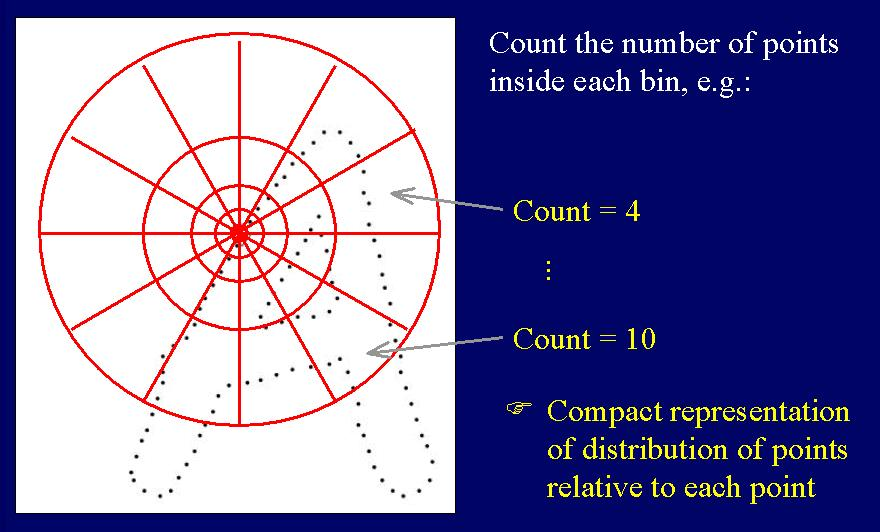 Count the number of points
inside each bin, e.g.:
Count = 4
⋮
Count = 10
☞ Compact representation
of distribution of points
relative to each point